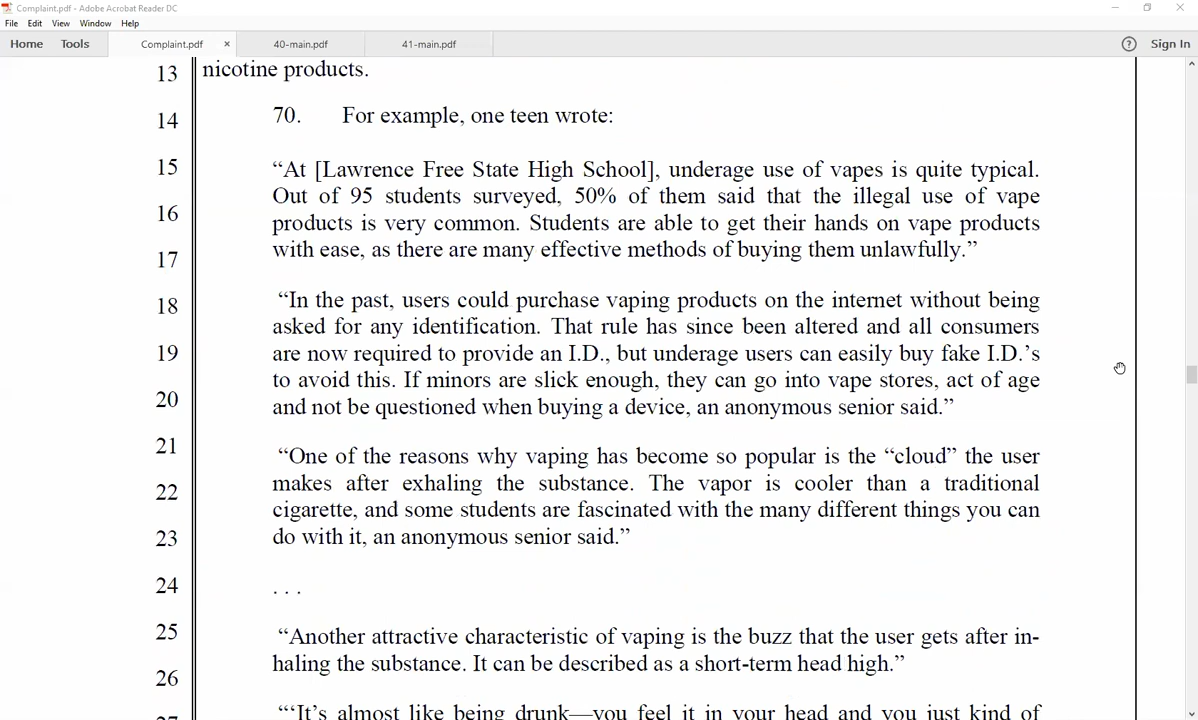 Complaint.pdf - Adobe Acrobat Reader DC
File Edit View Window Help
Home Tools Complaint.pdf × 40-main.pdf 41-main.pdf ? Sign In
13 nicotine products.
14 70. For example, one teen wrote:
15 “At [Lawrence Free State High School], underage use of vapes is quite typical.
Out of 95 students surveyed, 50% of them said that the illegal use of vape
16
products is very common. Students are able to get their hands on vape products
with ease, as there are many effective methods of buying them unlawfully.”
17
18 “In the past, users could purchase vaping products on the internet without being
asked for any identification. That rule has since been altered and all consumers
19 are now required to provide an I.D., but underage users can easily buy fake I.D.’s
to avoid this. If minors are slick enough, they can go into vape stores, act of age
20
and not be questioned when buying a device, an anonymous senior said.”
21
“One of the reasons why vaping has become so popular is the “cloud” the user
22 makes after exhaling the substance. The vapor is cooler than a traditional
cigarette, and some students are fascinated with the many different things you can
23 do with it, an anonymous senior said.”
24 . . .
25 “Another attractive characteristic of vaping is the buzz that the user gets after in-
haling the substance. It can be described as a short-term head high.”
26
27 “‘It’s almost like being drunk—you feel it in your head and you just kind of